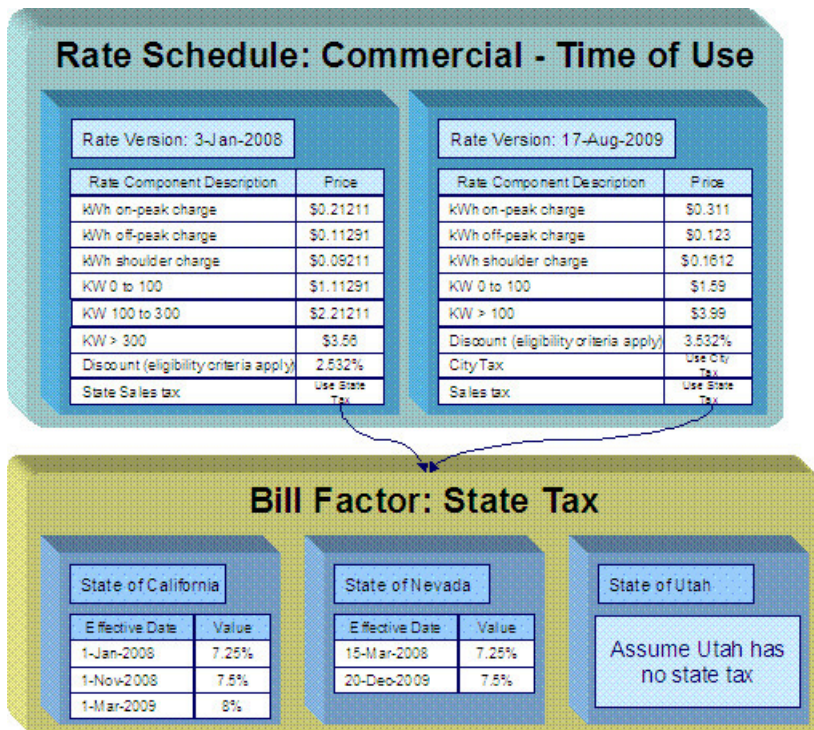 Rate Schedule: Commercial - Time of Use
Rate Version: 3-Jan-2008
Rate Component Description Price
kWh on-peak charge $0.21211
kWh off-peak charge $0.11291
kWh shoulder charge $0.09211
KW 0 to 100 $1.11291
KW 100 to 300 $2.21211
KW > 300 $3.56
Discount (eligibility criteria apply) 2.532%
State Sales tax Use State Tax
Rate Version: 17-Aug-2009
Rate Component Description Price
kWh on-peak charge $0.311
kWh off-peak charge $0.123
kWh shoulder charge $0.1612
KW 0 to 100 $1.59
KW > 100 $3.99
Discount (eligibility criteria apply) 3.532%
City Tax Use City Tax
Sales tax Use State Tax
Bill Factor: State Tax
State of California
Effective Date Value
1-Jan-2008 7.25%
1-Nov-2008 7.5%
1-Mar-2009 8%
State of Nevada
Effective Date Value
15-Mar-2008 7.25%
20-Dec-2009 7.5%
State of Utah
Assume Utah has
no state tax